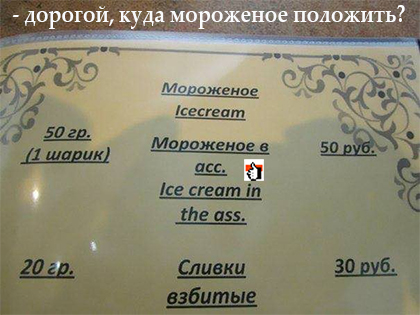 - дорогой, куда мороженое положить?
Мороженое
Icecream
50 гр.
(1 шарик)
Мороженое в
асс.
Ice cream in
the ass.
50 руб.
20 гр.
Сливки
взбитые
30 руб.